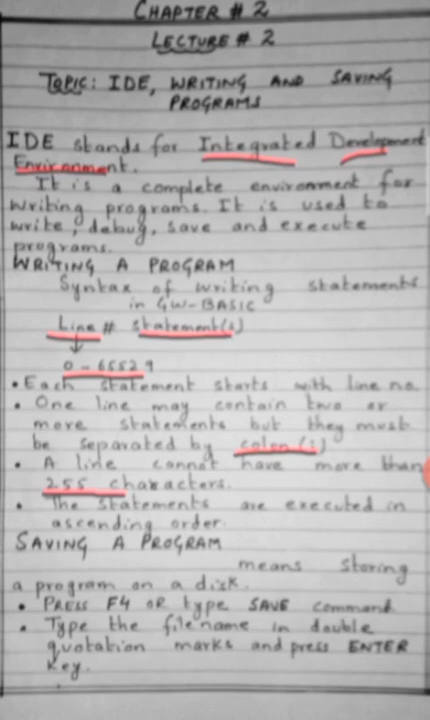 CHAPTER # 2
LECTURE # 2
TOPIC: IDE, WRITING AND SAVING
PROGRAMS
IDE stands for Integrated Development
Environment.
It is a complete environment for
writing programs. It is used to
write, debug, save and execute
programs.
WRITING A PROGRAM
Syntax of writing statements
in GW-BASIC
Line # Statement(s)
0 - 65529
• Each statement starts with line no.
• One line may contain two or
more statements but they must
be separated by colon (:)
• A line cannot have more than
255 characters.
• The statements are executed in
ascending order.
SAVING A PROGRAM
means storing
a program on a disk.
• PRESS F4 OR type SAVE command
• Type the filename in double
quotation marks and press ENTER
key.